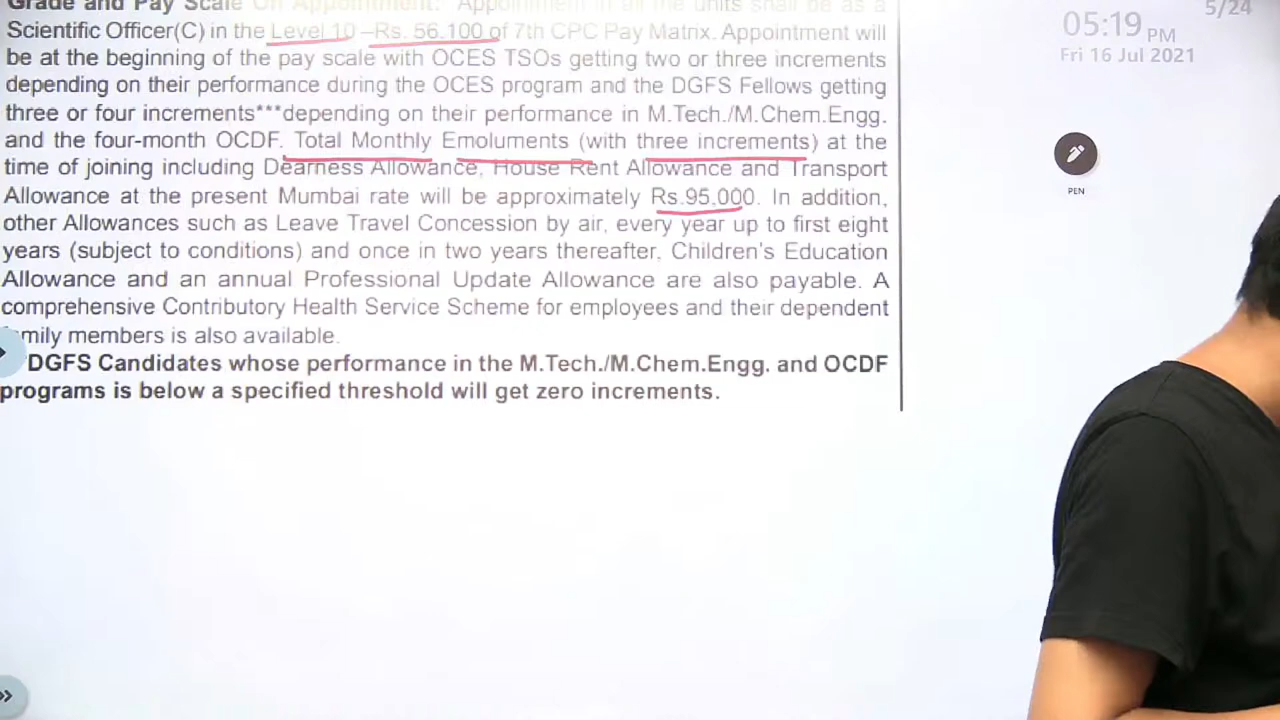 Grade and Pay Scale On Appointment: Appointment in all the units shall be as a
Scientific Officer(C) in the Level 10 –Rs. 56,100 of 7th CPC Pay Matrix. Appointment will
be at the beginning of the pay scale with OCES TSOs getting two or three increments
depending on their performance during the OCES program and the DGFS Fellows getting
three or four increments***depending on their performance in M.Tech./M.Chem.Engg.
and the four-month OCDF. Total Monthly Emoluments (with three increments) at the
time of joining including Dearness Allowance, House Rent Allowance and Transport
Allowance at the present Mumbai rate will be approximately Rs.95,000. In addition,
other Allowances such as Leave Travel Concession by air, every year up to first eight
years (subject to conditions) and once in two years thereafter, Children's Education
Allowance and an annual Professional Update Allowance are also payable. A
comprehensive Contributory Health Service Scheme for employees and their dependent
mily members is also available.
DGFS Candidates whose performance in the M.Tech./M.Chem.Engg. and OCDF
programs is below a specified threshold will get zero increments.
5/24
05:19 PM
Fri 16 Jul 2021
PEN